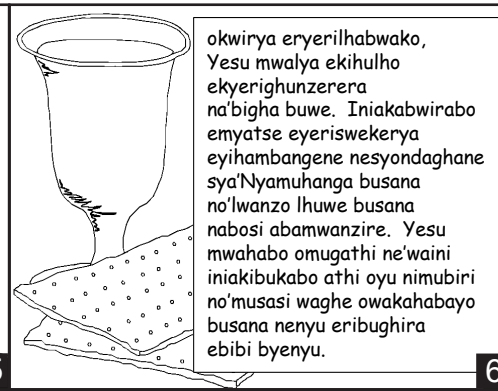 okwirya eryerilhabwako,
Yesu mwalya ekihulho
ekyerighunzerera
na'bigha buwe. Iniakabwirabo
emyatse eyeriswekerya
eyihambangene nesyondaghane
sya'Nyamuhanga busana
no'lwanzo lhuwe busana
nabosi abamwanzire. Yesu
mwahabo omugathi ne'waini
iniakibukabo athi oyu nimubiri
no'musasi waghe owakahabayo
busana nenyu eribughira
ebibi byenyu.
6